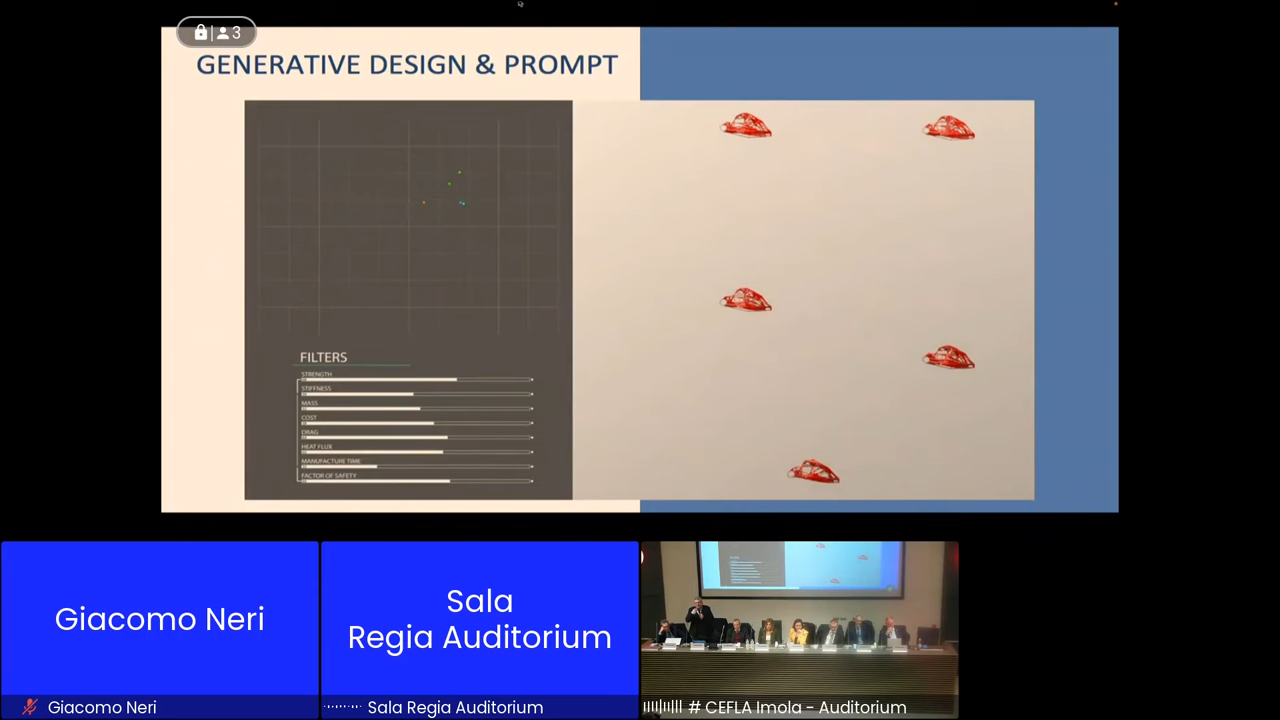 3
GENERATIVE DESIGN & PROMPT
FILTERS
STRENGTH
STIFFNESS
MASS
COST
DRAG
HEAT FLUX
MANUFACTURE TIME
FACTOR OF SAFETY
Giacomo Neri
Sala
Regia Auditorium
Giacomo Neri
Sala Regia Auditorium
# CEFLA Imola - Auditorium